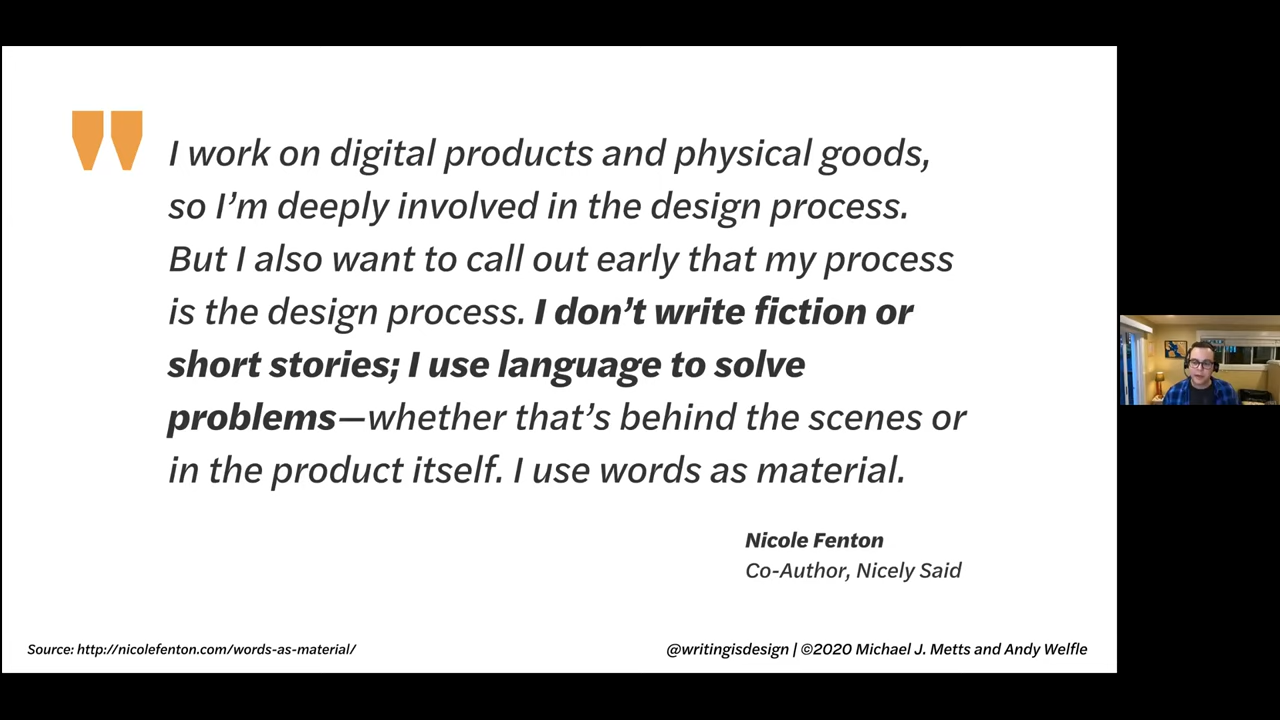 I work on digital products and physical goods,
so I’m deeply involved in the design process.
But I also want to call out early that my process
is the design process. I don’t write fiction or
short stories; I use language to solve
problems—whether that’s behind the scenes or
in the product itself. I use words as material.
Nicole Fenton
Co-Author, Nicely Said
Source: http://nicolefenton.com/words-as-material/
@writingisdesign | ©2020 Michael J. Metts and Andy Welfle